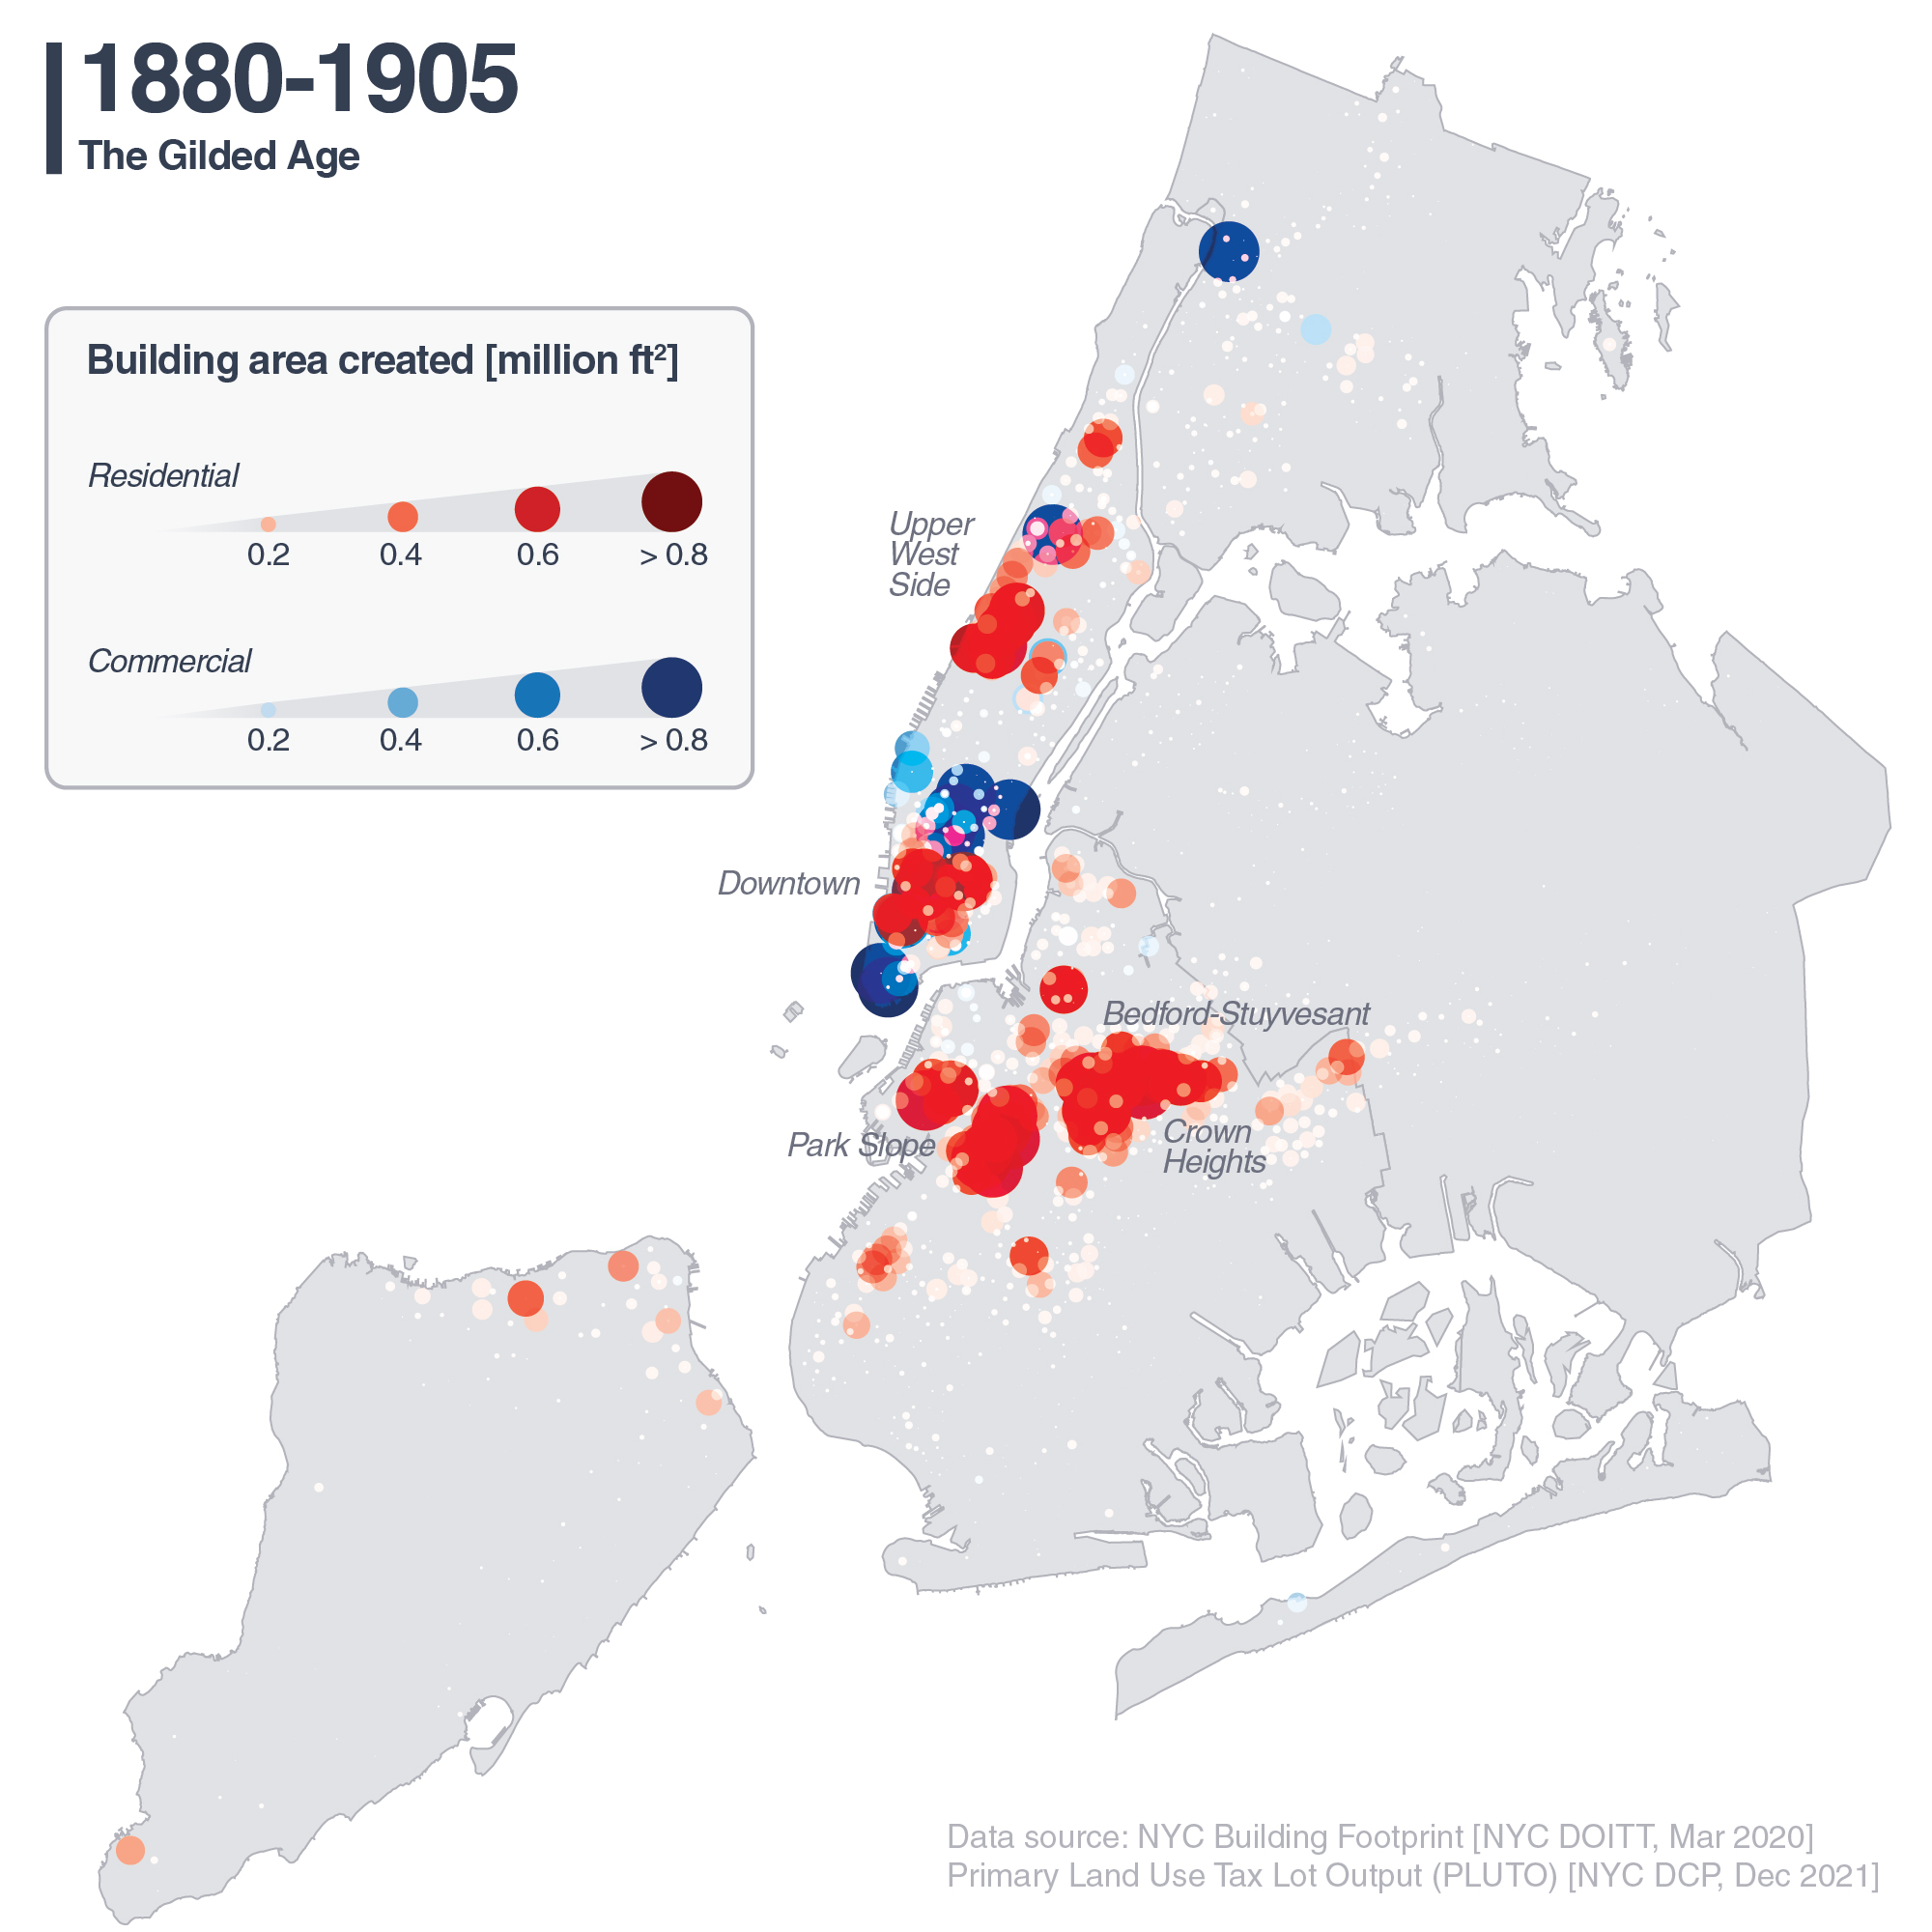 1880-1905
The Gilded Age
Building area created [million ft²]
Residential
0.2 0.4 0.6 > 0.8
Commercial
0.2 0.4 0.6 > 0.8
Upper
West
Side
Downtown
Bedford-Stuyvesant
Park Slope
Crown
Heights
Data source: NYC Building Footprint [NYC DOITT, Mar 2020]
Primary Land Use Tax Lot Output (PLUTO) [NYC DCP, Dec 2021]